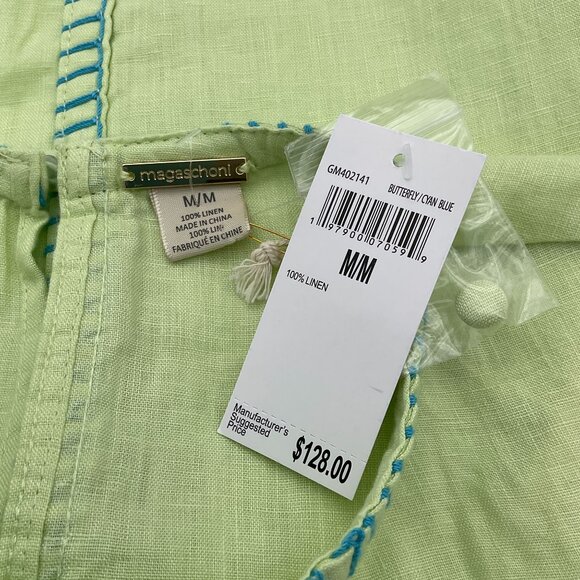 magaschoni
M/M
100% LINEN
MADE IN CHINA
100% LIN
FABRIQUÉ EN CHINE
GM402141
BUTTERFLY/CYAN BLUE
1 97900 07059 9
M/M
100% LINEN
Manufacturer's
Suggested
Price
$128.00